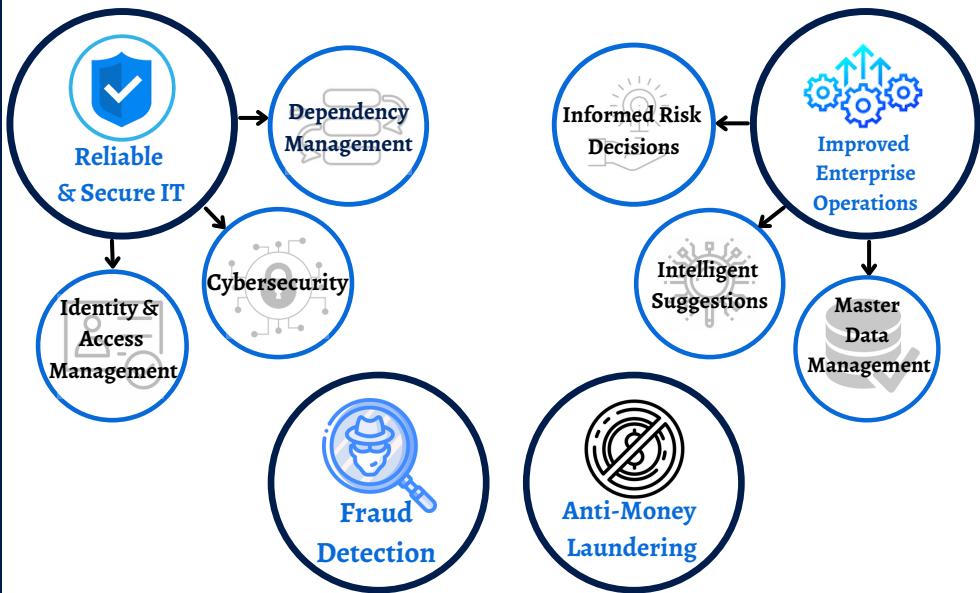 Reliable
& Secure IT
Dependency
Management
Cybersecurity
Identity &
Access
Management
Informed Risk
Decisions
Improved
Enterprise
Operations
Intelligent
Suggestions
Master
Data
Management
Fraud
Detection
Anti-Money
Laundering